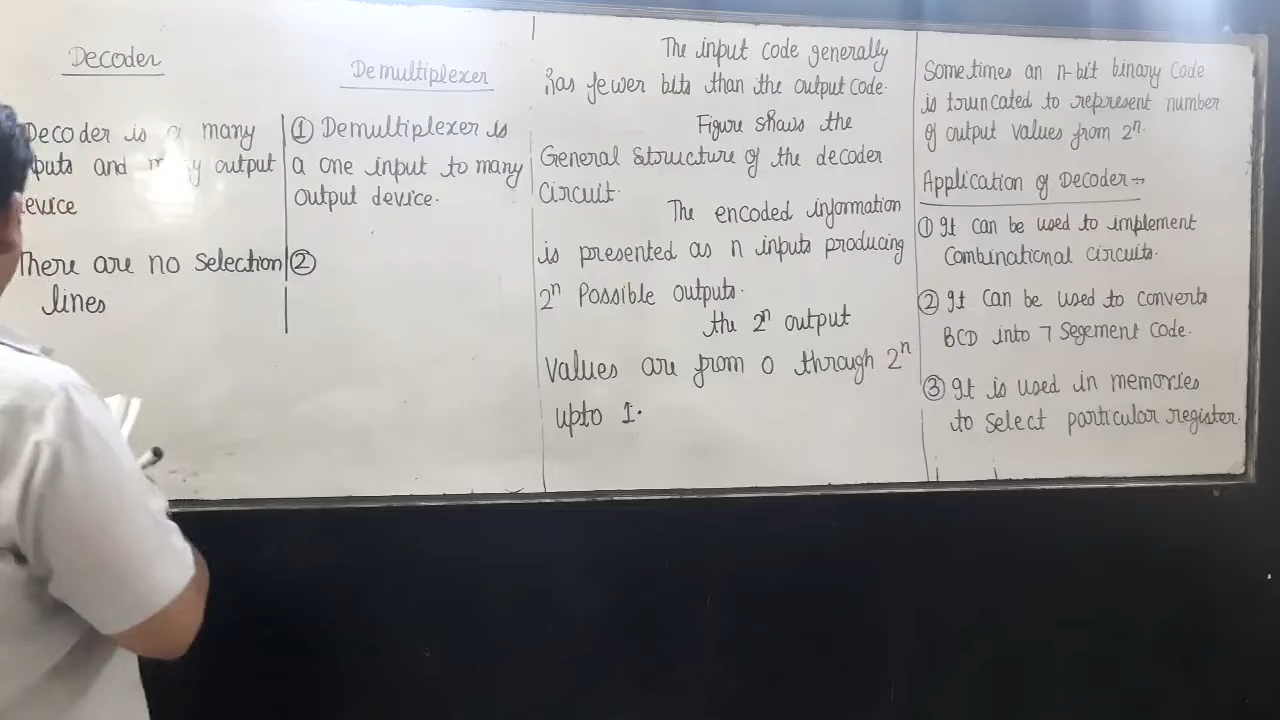 Decoder
Decoder is a many
puts and many output
evice
There are no selection
lines
Demultiplexer
① Demultiplexer is
a one input to many
output device.
②
The input code generally
has fewer bits than the output code.
Figure shows the
General structure of the decoder
Circuit.
The encoded information
is presented as n inputs producing
2ⁿ Possible outputs.
the 2ⁿ output
Values are from 0 through 2ⁿ
upto 1.
Sometimes an n-bit binary code
is truncated to represent number
of output values from 2ⁿ.
Application of Decoder →
① It can be used to implement
Combinational circuits.
② It can be used to converts
BCD into 7 Segement code.
③ It is used in memories
to select particular register.